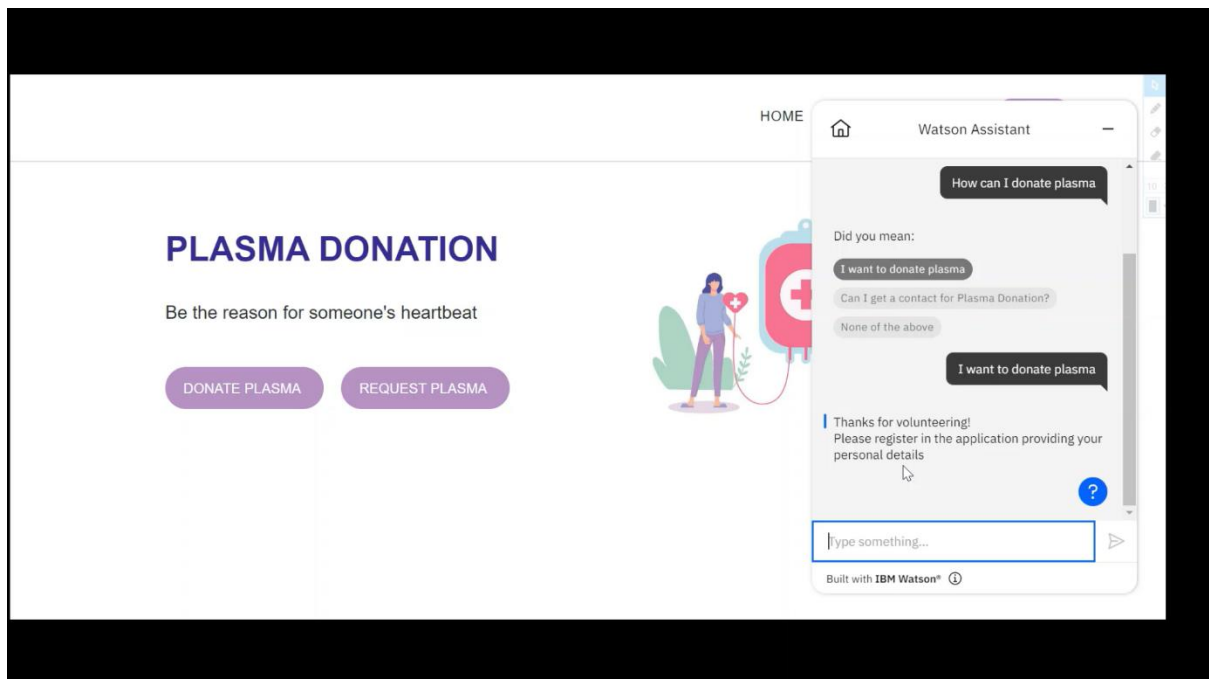 HOME
PLASMA DONATION
Be the reason for someone's heartbeat
DONATE PLASMA
REQUEST PLASMA
Watson Assistant
How can I donate plasma
Did you mean:
I want to donate plasma
Can I get a contact for Plasma Donation?
None of the above
I want to donate plasma
Thanks for volunteering!
Please register in the application providing your
personal details
?
Type something...
Built with IBM Watson®
10